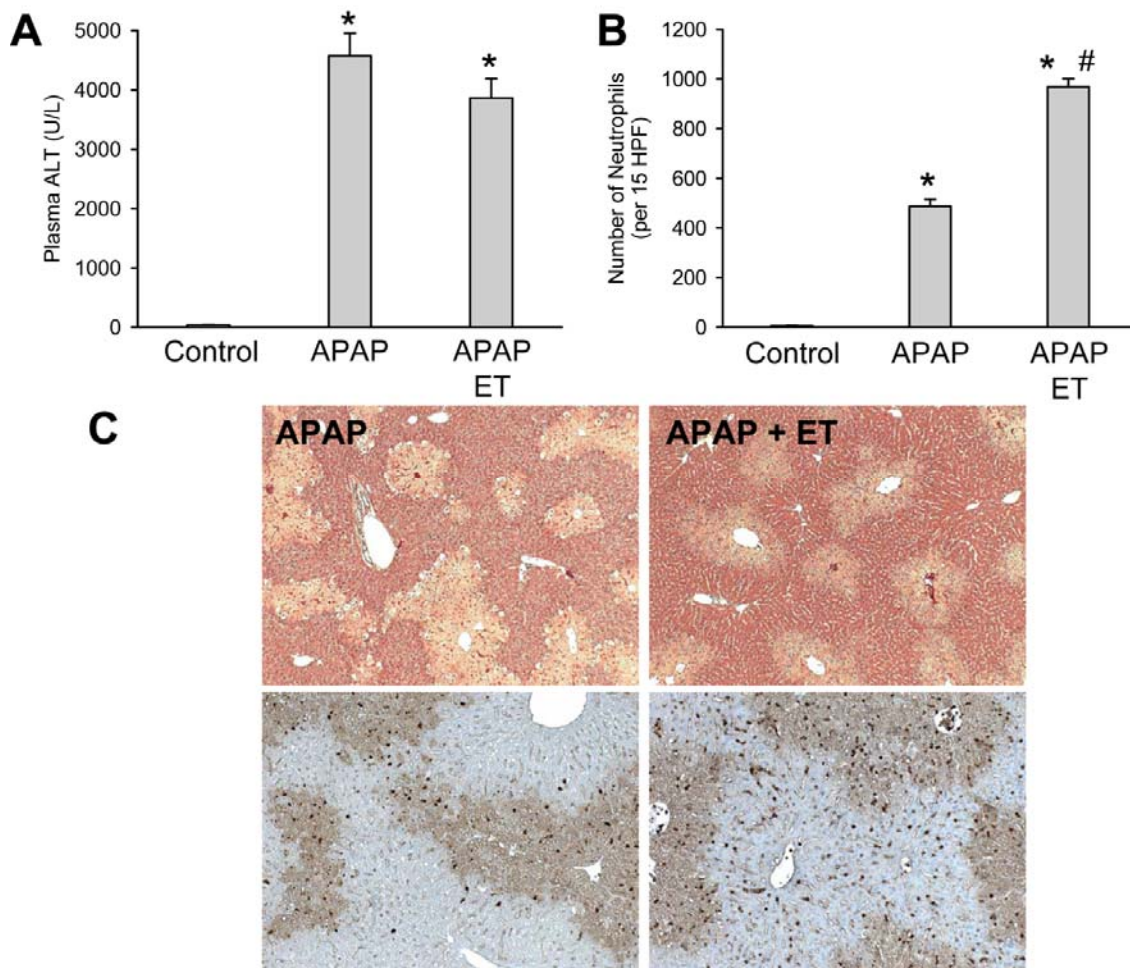 A
Plasma ALT (U/L)
5000
4000
3000
2000
1000
0
*
*
Control
APAP
APAP
ET
B
Number of Neutrophils
(per 15 HPF)
1200
1000
800
600
400
200
0
*
* #
Control
APAP
APAP
ET
C
APAP
APAP + ET